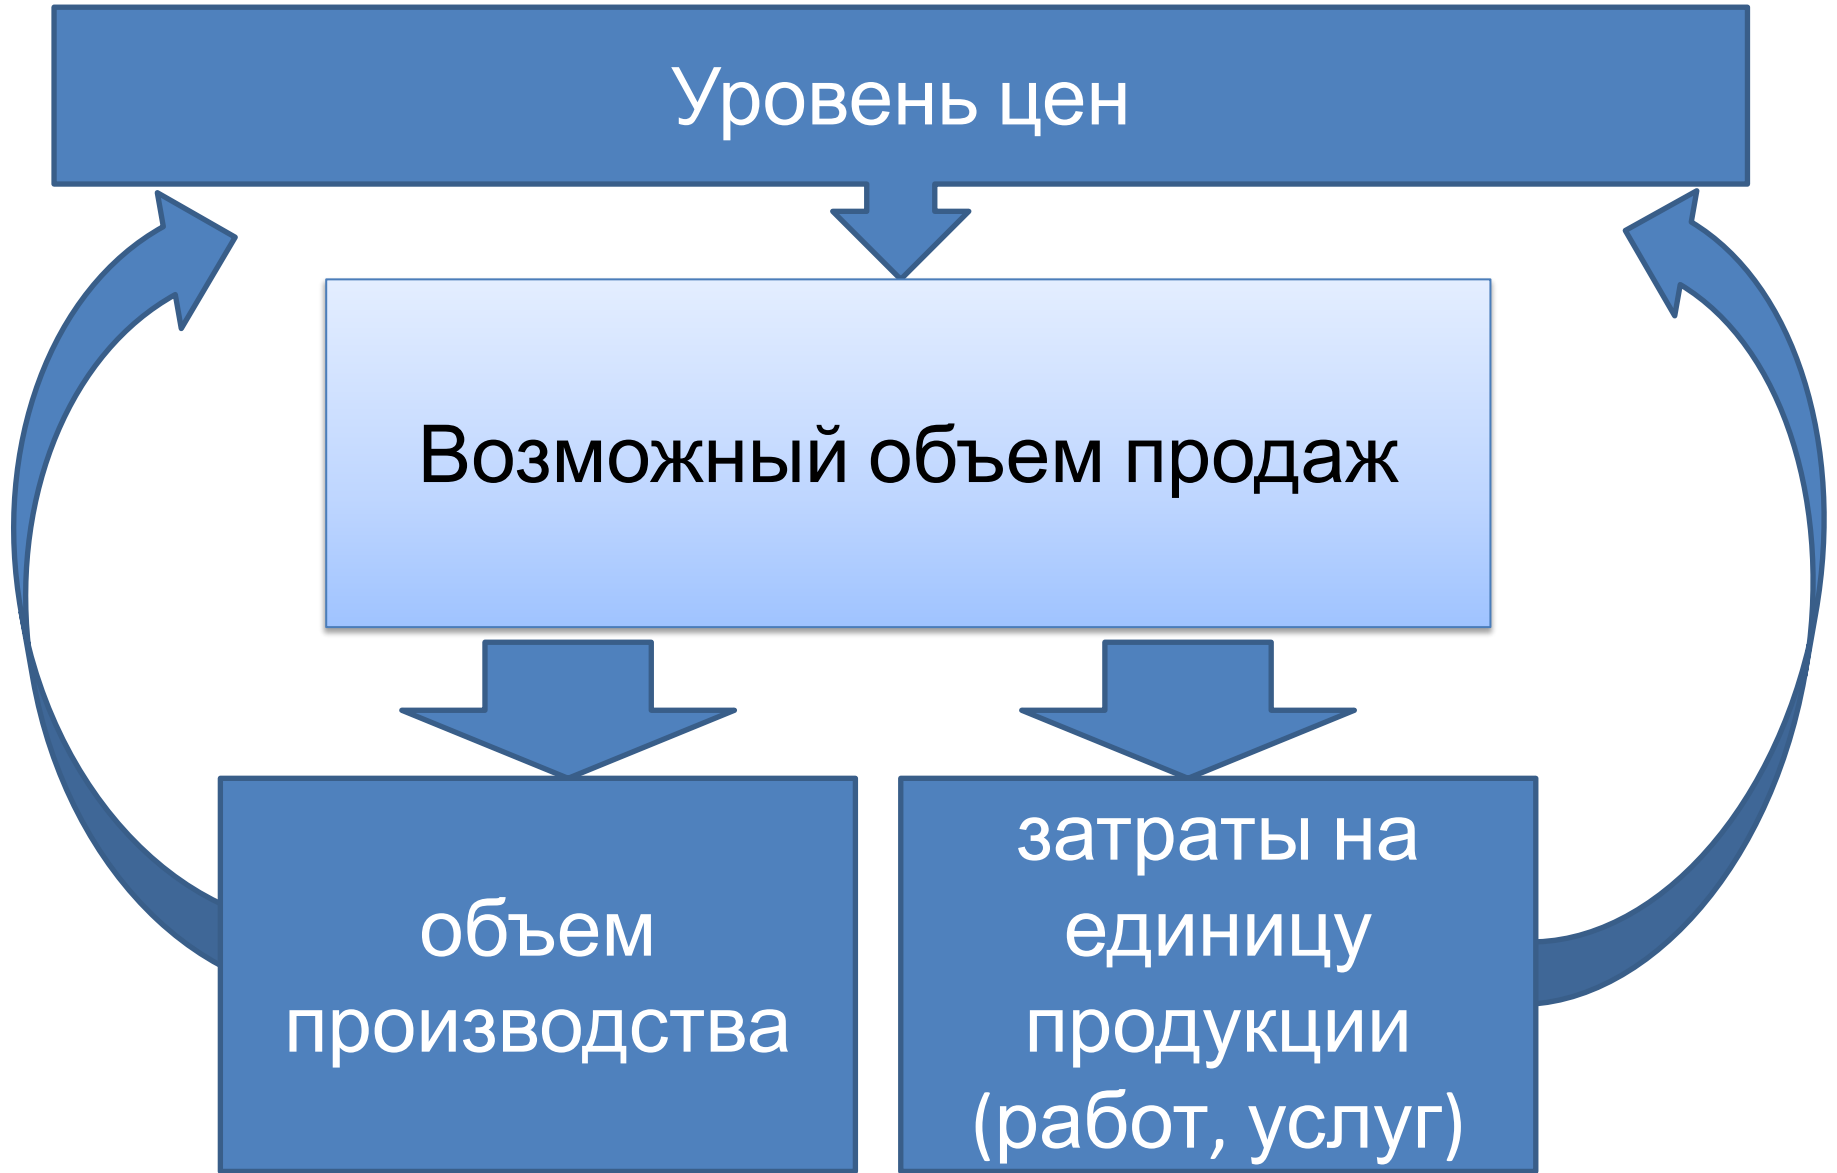 Уровень цен
Возможный объем продаж
объем
производства
затраты на
единицу
продукции
(работ, услуг)